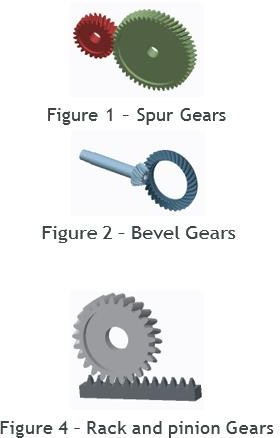 Figure 1 – Spur Gears
Figure 2 – Bevel Gears
Figure 4 – Rack and pinion Gears